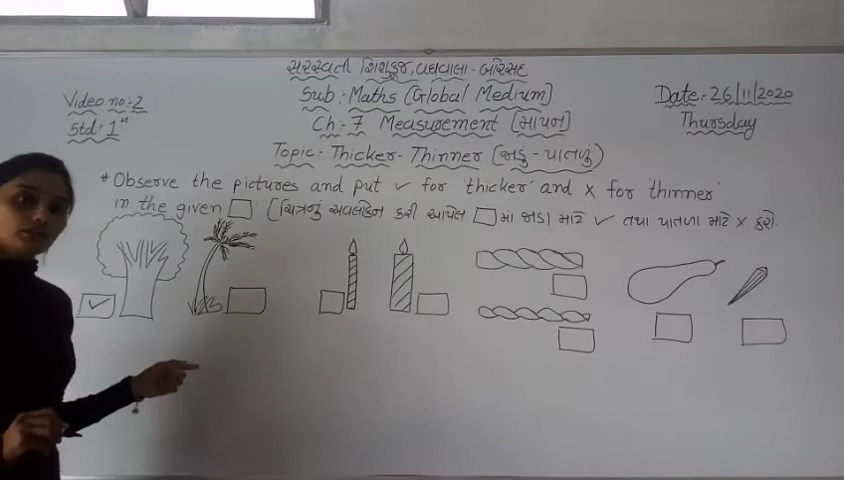 સરસ્વતી શિશુકુંજ, વઘવાલા - બોરસદ
Video no:-2
Sub:- Maths [Global Medium]
Date:- 26/11/2020
Std:- 1st
Ch:- 7 Measurement [માપન]
Thursday
Topic:- Thicker - Thinner (જાડું - પાતળું)
* Observe the pictures and put ✓ for 'thicker' and x for 'thinner'
in the given □ [ચિત્રનું અવલોકન કરી આપેલ □ માં જાડા માટે ✓ તથા પાતળા માટે x કરો.
✓